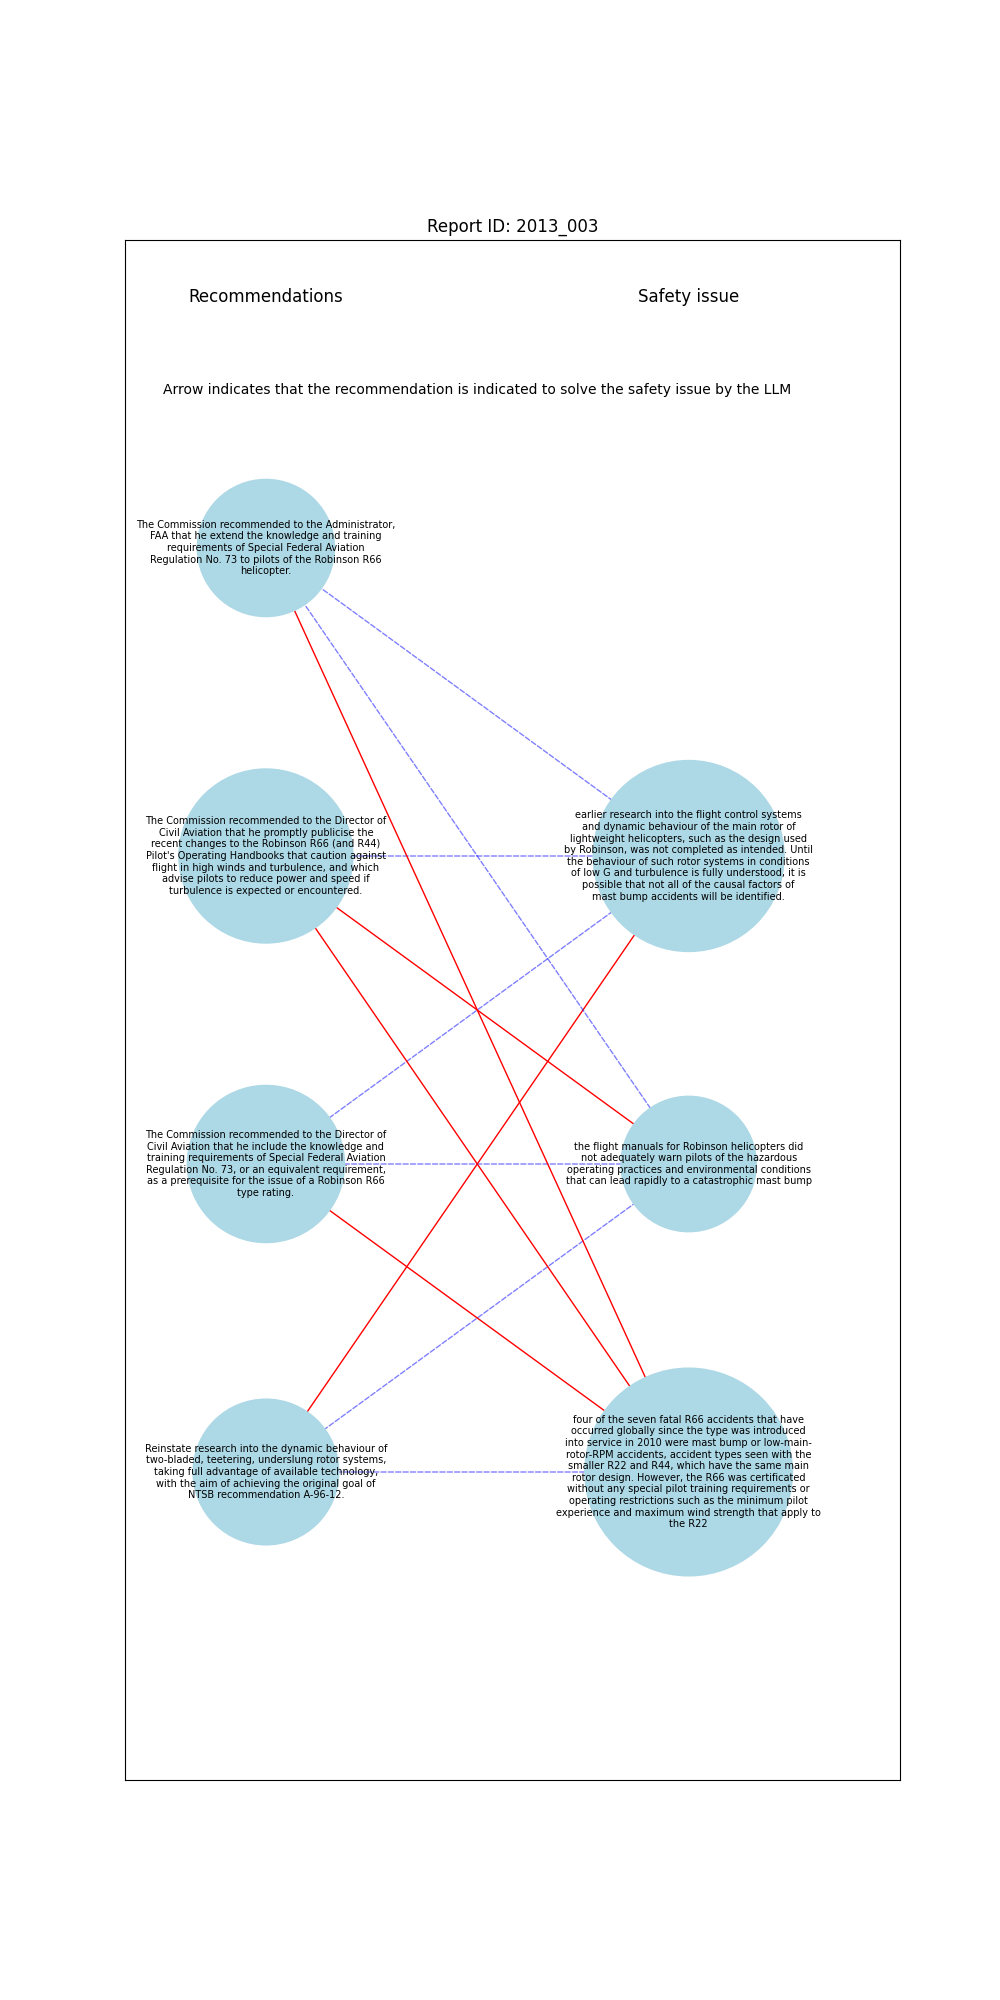 Report ID: 2013_003
Recommendations
Safety issue
Arrow indicates that the recommendation is indicated to solve the safety issue by the LLM
The Commission recommended to the Administrator,
FAA that he extend the knowledge and training
requirements of Special Federal Aviation
Regulation No. 73 to pilots of the Robinson R66
helicopter.
The Commission recommended to the Director of
Civil Aviation that he promptly publicise the
recent changes to the Robinson R66 (and R44)
Pilot's Operating Handbooks that caution against
flight in high winds and turbulence, and which
advise pilots to reduce power and speed if
turbulence is expected or encountered.
earlier research into the flight control systems
and dynamic behaviour of the main rotor of
lightweight helicopters, such as the design used
by Robinson, was not completed as intended. Until
the behaviour of such rotor systems in conditions
of low G and turbulence is fully understood, it is
possible that not all of the causal factors of
mast bump accidents will be identified.
The Commission recommended to the Director of
Civil Aviation that he include the knowledge and
training requirements of Special Federal Aviation
Regulation No. 73, or an equivalent requirement,
as a prerequisite for the issue of a Robinson R66
type rating.
the flight manuals for Robinson helicopters did
not adequately warn pilots of the hazardous
operating practices and environmental conditions
that can lead rapidly to a catastrophic mast bump
Reinstate research into the dynamic behaviour of
two-bladed, teetering, underslung rotor systems,
taking full advantage of available technology,
with the aim of achieving the original goal of
NTSB recommendation A-96-12.
four of the seven fatal R66 accidents that have
occurred globally since the type was introduced
into service in 2010 were mast bump or low-main-
rotor-RPM accidents, accident types seen with the
smaller R22 and R44, which have the same main
rotor design. However, the R66 was certificated
without any special pilot training requirements or
operating restrictions such as the minimum pilot
experience and maximum wind strength that apply to
the R22